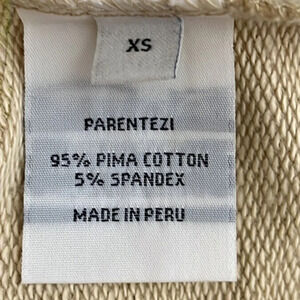 XS
PARENTEZI
95% PIMA COTTON
5% SPANDEX
MADE IN PERU